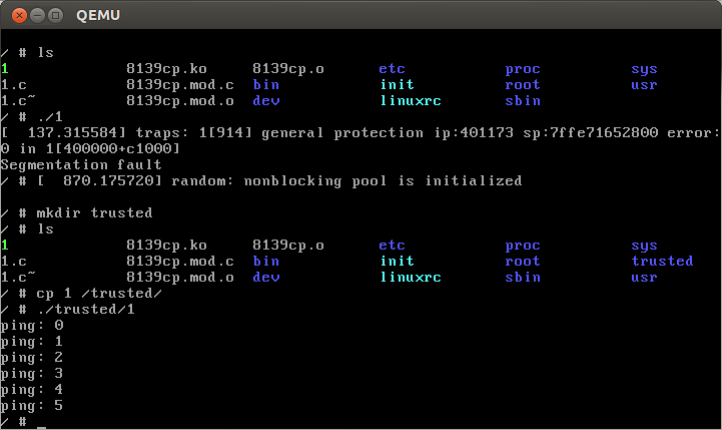 QEMU
/ # ls
1 8139cp.ko 8139cp.o etc proc sys
1.c 8139cp.mod.c bin init root usr
1.c~ 8139cp.mod.o dev linuxrc sbin
/ # ./1
[  137.315584] traps: 1[914] general protection ip:401173 sp:7ffe71652800 error:
0 in 1[400000+c1000]
Segmentation fault
/ # [  870.175720] random: nonblocking pool is initialized
/ # mkdir trusted
/ # ls
1 8139cp.ko 8139cp.o etc proc sys
1.c 8139cp.mod.c bin init root trusted
1.c~ 8139cp.mod.o dev linuxrc sbin usr
/ # cp 1 /trusted/
/ # ./trusted/1
ping: 0
ping: 1
ping: 2
ping: 3
ping: 4
ping: 5
/ # _